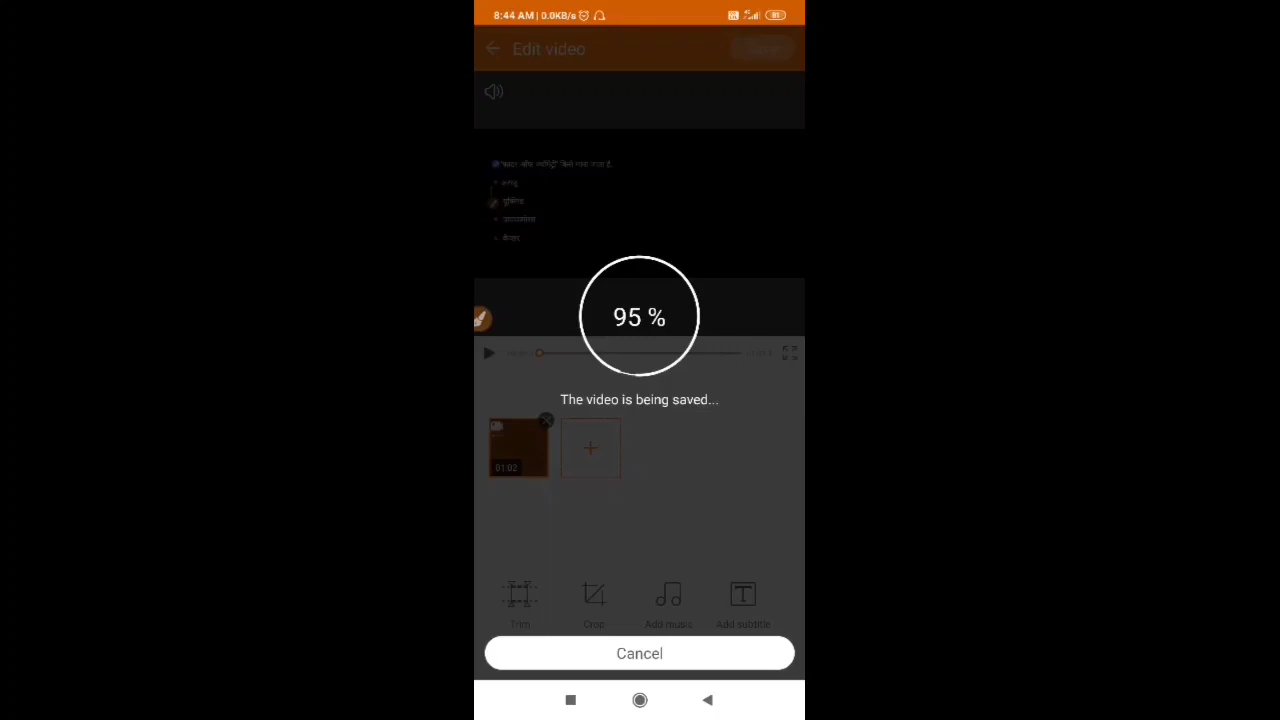 8:44 AM | 0.0KB/s
Edit video
किसे माना जाता है.
95 %
The video is being saved...
01:02
Trim
Crop
Add music
Add subtitle
Cancel